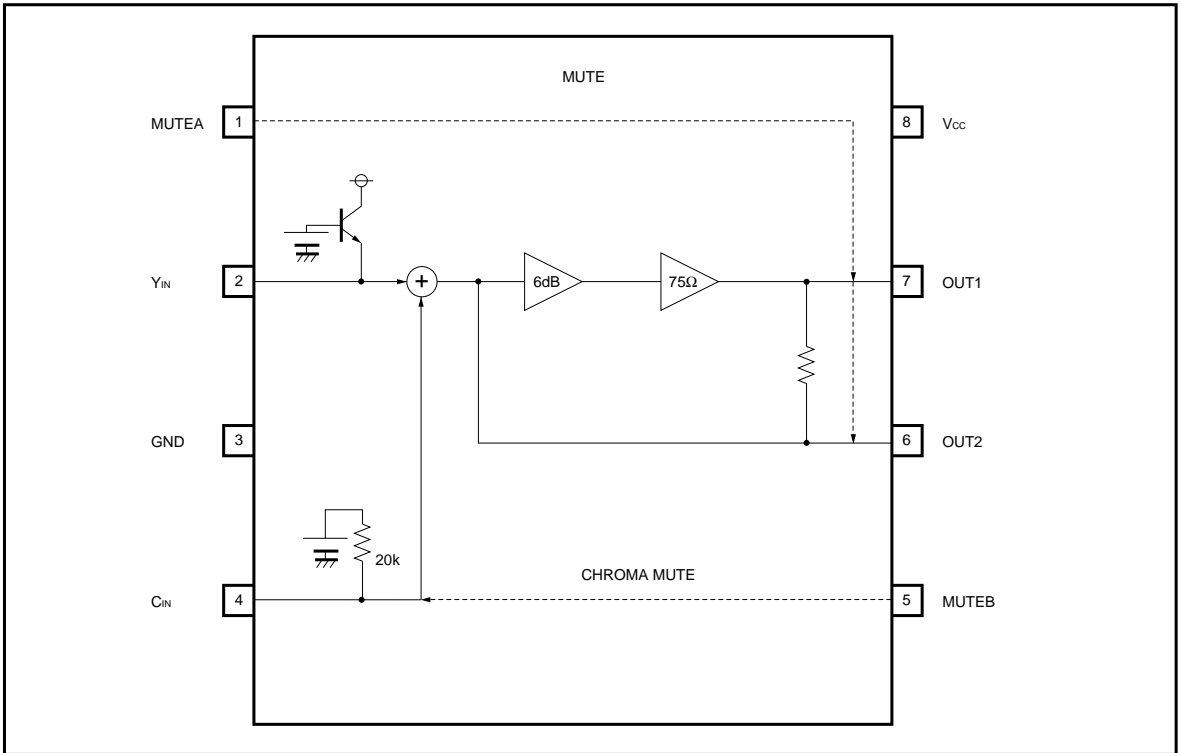 MUTE
MUTEA 1
8 VCC
YIN 2
+
6dB
75Ω
7 OUT1
GND 3
6 OUT2
20k
CHROMA MUTE
CIN 4
5 MUTEB